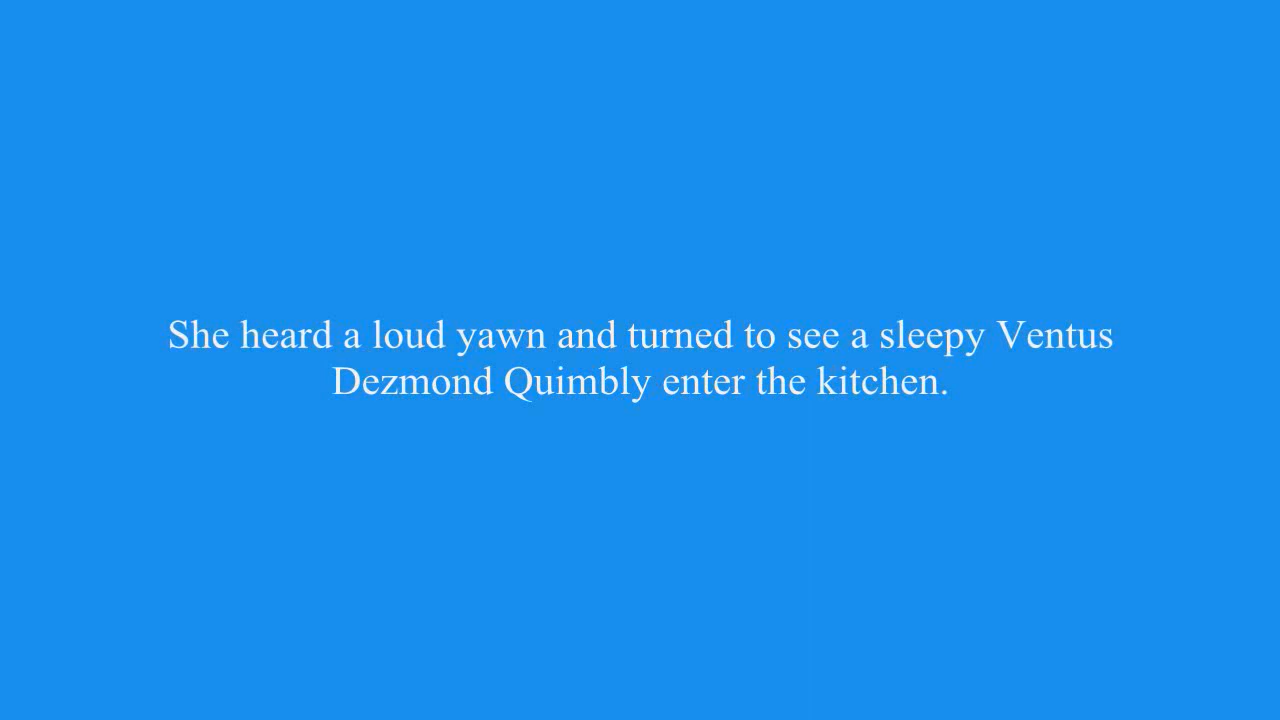 She heard a loud yawn and turned to see a sleepy Ventus
Dezmond Quimbly enter the kitchen.